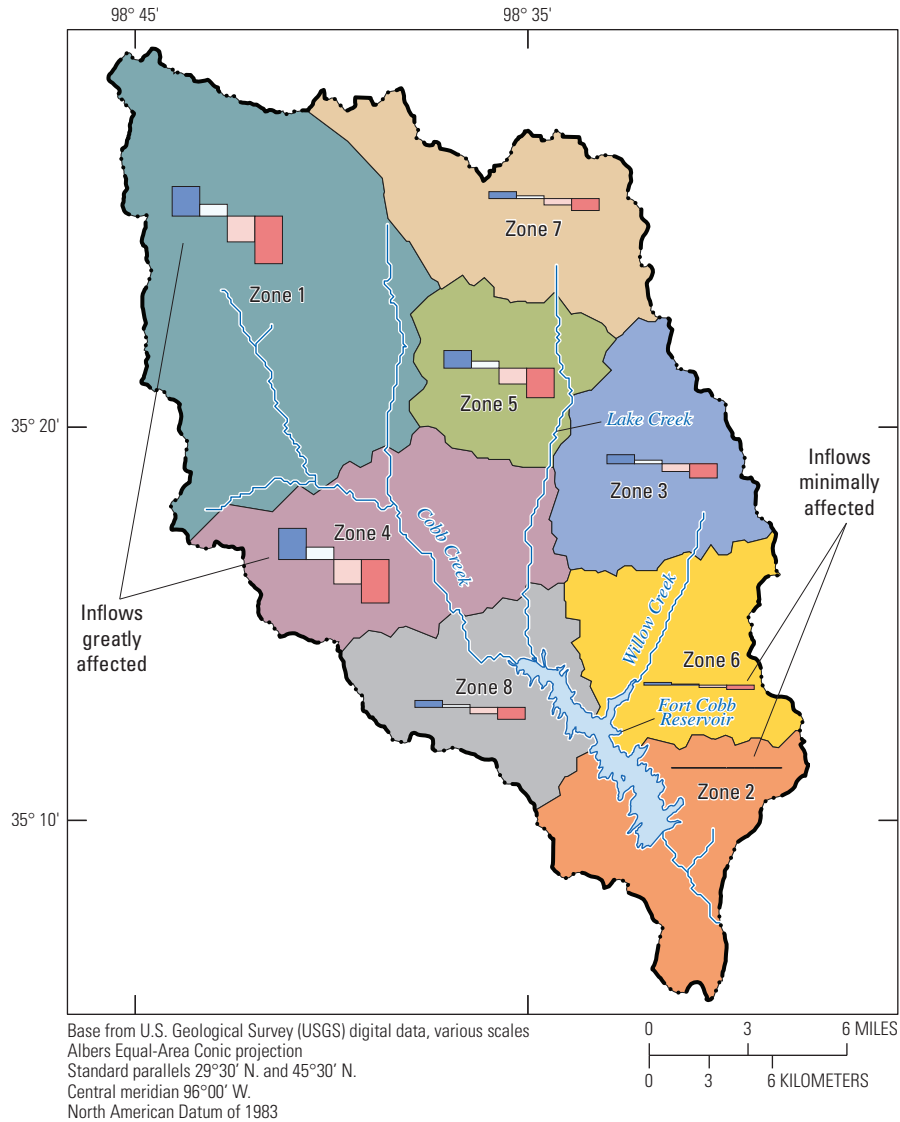 98° 45'
98° 35'
Zone 7
Zone 1
Zone 5
35° 20'
Lake Creek
Inflows
minimally
affected
Zone 3
Zone 4
Cobb Creek
Inflows
greatly
affected
Willow Creek
Zone 6
Zone 8
Fort Cobb
Reservoir
Zone 2
35° 10'
Base from U.S. Geological Survey (USGS) digital data, various scales
Albers Equal-Area Conic projection
Standard parallels 29°30′ N. and 45°30′ N.
Central meridian 96°00′ W.
North American Datum of 1983
0 3 6 MILES
0 3 6 KILOMETERS